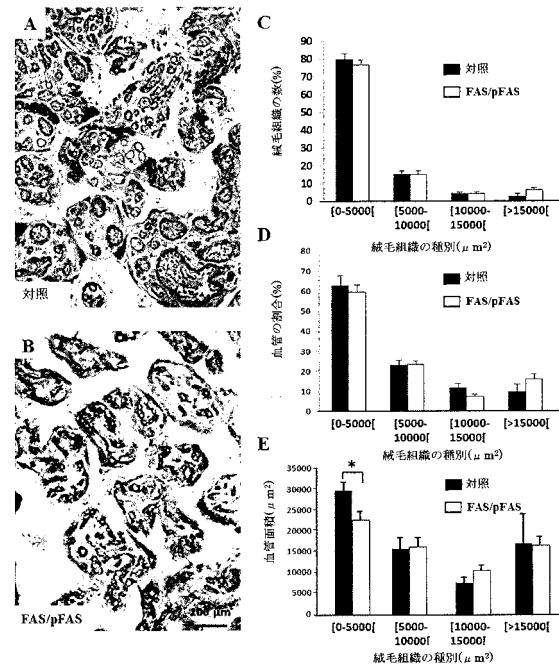 A
対照
B
100 μm
FAS/pFAS
C
絨毛組織の数(%)
90
80
70
60
50
40
30
20
10
0
対照
FAS/pFAS
[0-5000[
[5000-
10000[
[10000-
15000[
[>15000[
絨毛組織の種別(μm²)
D
血管の割合(%)
80
70
60
50
40
30
20
10
0
対照
FAS/pFAS
[0-5000[
[5000-
10000[
[10000-
15000[
[>15000[
絨毛組織の種別(μm²)
E
血管面積(μm²)
35000
30000
25000
20000
15000
10000
5000
0
*
対照
FAS/pFAS
[0-5000[
[5000-
10000[
[10000-
15000[
[>15000[
絨毛組織の種別(μm²)